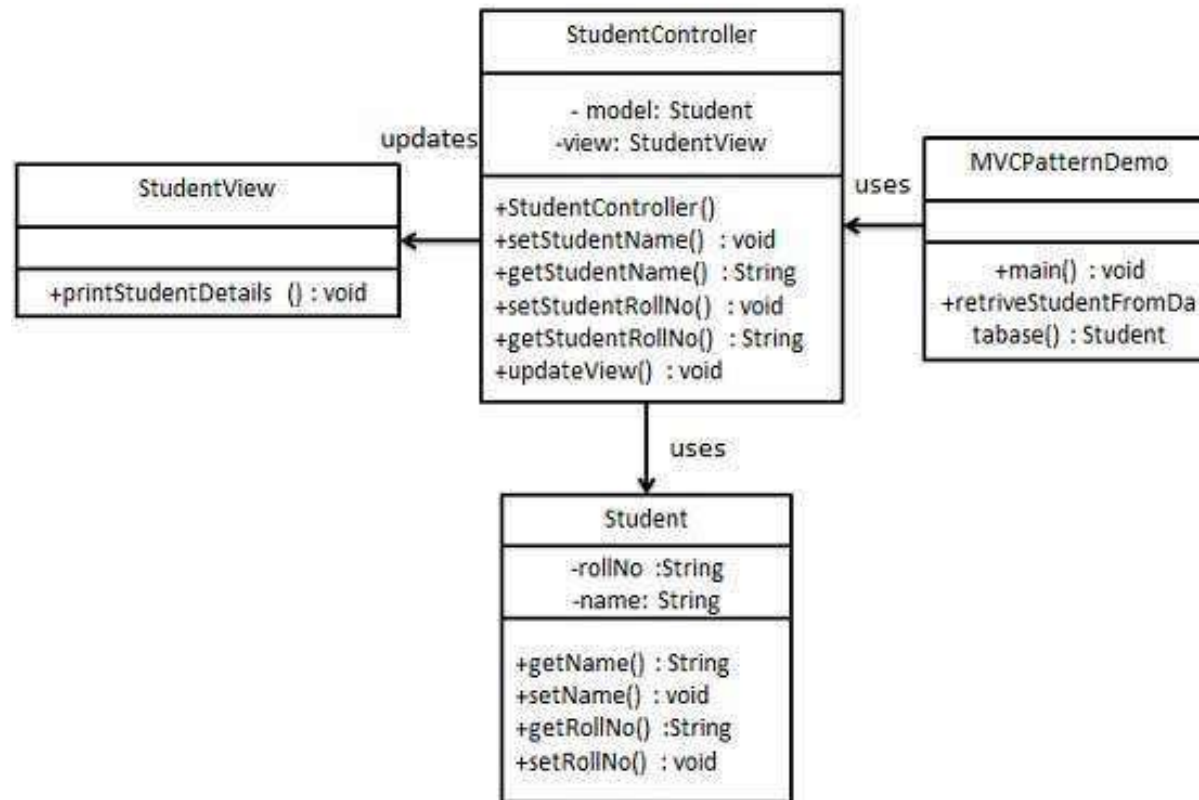 StudentController
- model: Student
-view: StudentView
+StudentController()
+setStudentName() : void
+getStudentName() : String
+setStudentRollNo() : void
+getStudentRollNo() : String
+updateView() : void
updates
StudentView
+printStudentDetails () : void
uses
MVCPatternDemo
+main() : void
+retriveStudentFromDa
tabase() : Student
uses
Student
-rollNo :String
-name: String
+getName() : String
+setName() : void
+getRollNo() :String
+setRollNo() : void